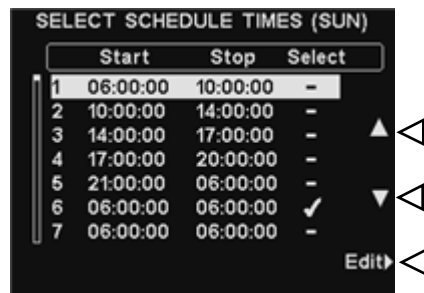 SELECT SCHEDULE TIMES (SUN)
Start Stop Select
1 06:00:00 10:00:00 -
2 10:00:00 14:00:00 -
3 14:00:00 17:00:00 -
4 17:00:00 20:00:00 -
5 21:00:00 06:00:00 -
6 06:00:00 06:00:00 ✓
7 06:00:00 06:00:00 -
Edit